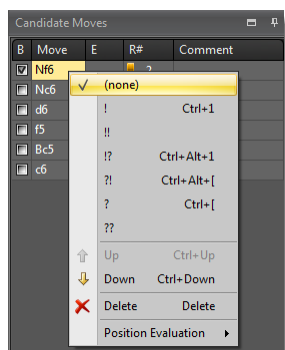 Candidate Moves
B Move E R# Comment
Nf6 2
Nc6
d6
f5
Bc5
c6
(none)
! Ctrl+1
!!
!? Ctrl+Alt+1
?! Ctrl+Alt+[
? Ctrl+[
??
Up Ctrl+Up
Down Ctrl+Down
Delete Delete
Position Evaluation